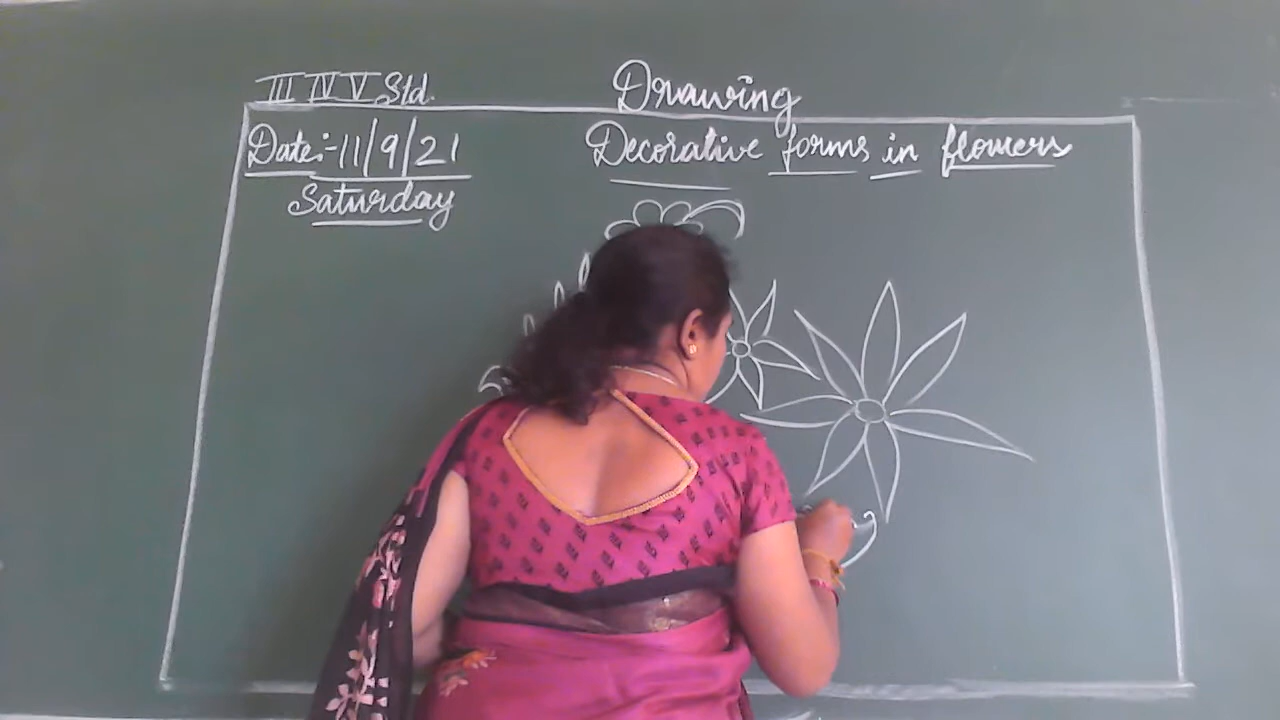 III IV V Std.
Drawing
Date:-11/9/21
Decorative forms in flowers
Saturday